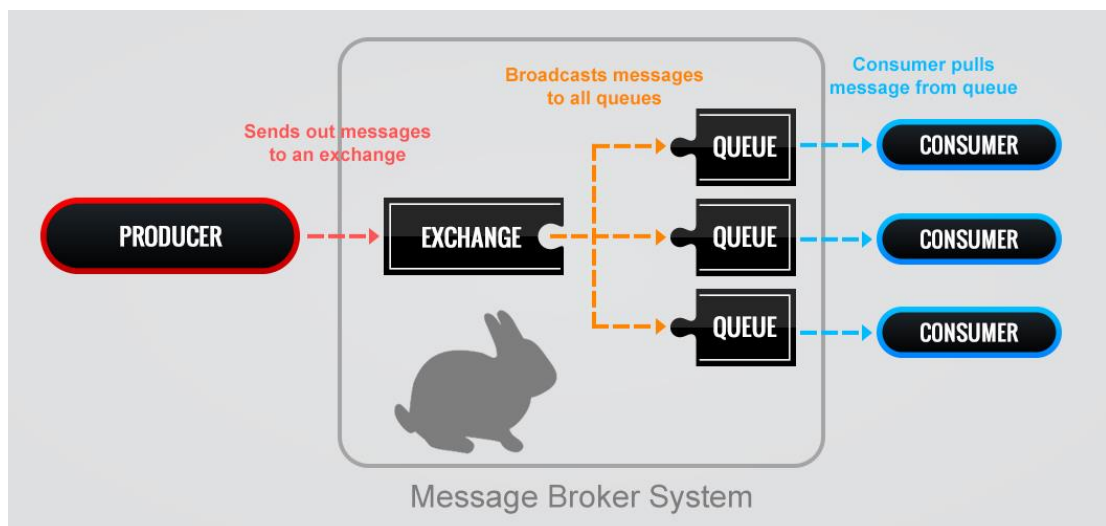 Broadcasts messages
to all queues
Consumer pulls
message from queue
Sends out messages
to an exchange
PRODUCER
EXCHANGE
QUEUE
CONSUMER
QUEUE
CONSUMER
QUEUE
CONSUMER
Message Broker System